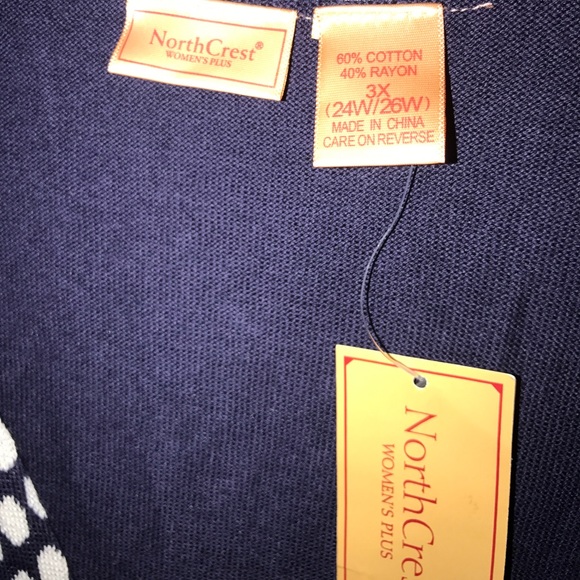 NorthCrest®
WOMEN'S PLUS
60% COTTON
40% RAYON
3X
(24W/26W)
MADE IN CHINA
CARE ON REVERSE
NorthCrest
WOMEN'S PLUS